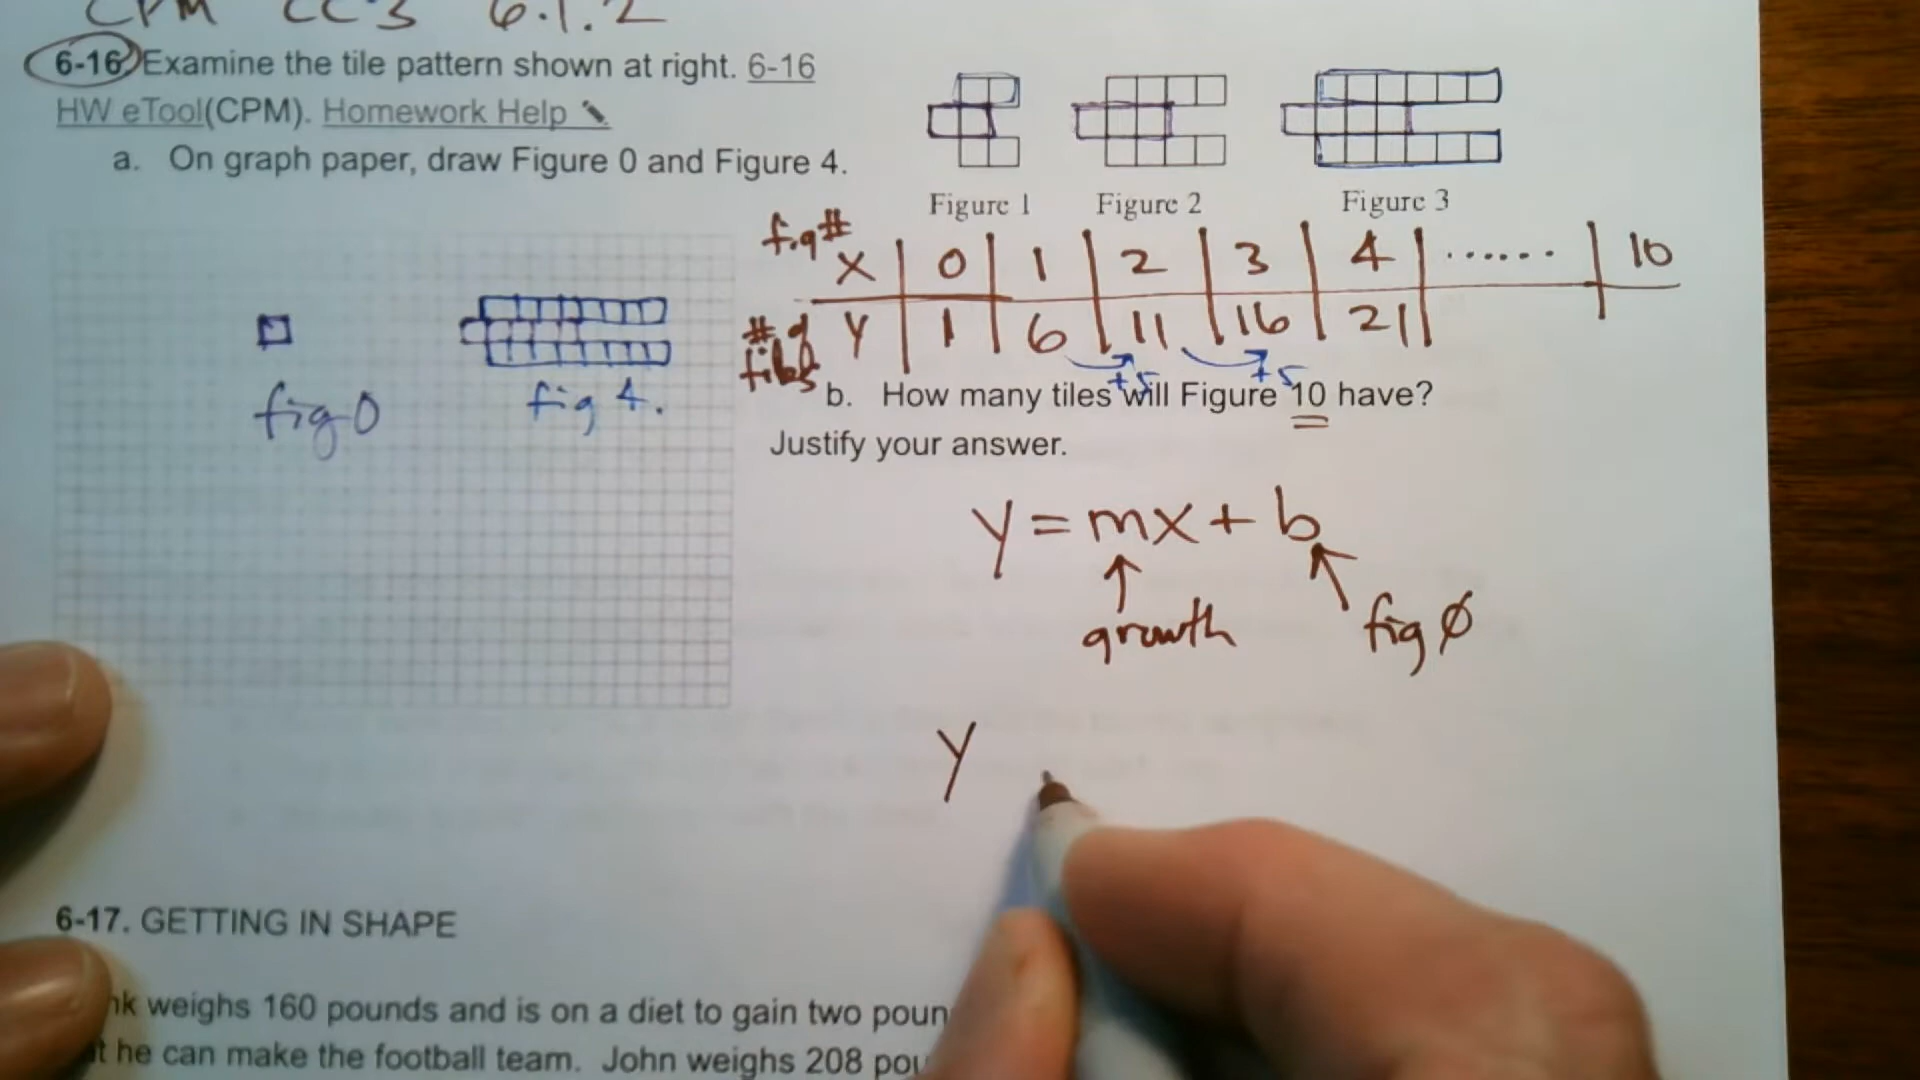 CPM CC3 6.1.2
6-16 Examine the tile pattern shown at right. 6-16
HW eTool(CPM). Homework Help
a. On graph paper, draw Figure 0 and Figure 4.
Figure 1 Figure 2 Figure 3
fig 0 fig 4.
fig #
X 0 1 2 3 4 ...... 10
# of tiles Y 1 6 11 16 21
+5 +5
b. How many tiles will Figure 10 have?
Justify your answer.
y = mx + b
growth fig Ø
y
6-17. GETTING IN SHAPE
nk weighs 160 pounds and is on a diet to gain two poun
t he can make the football team. John weighs 208 pou